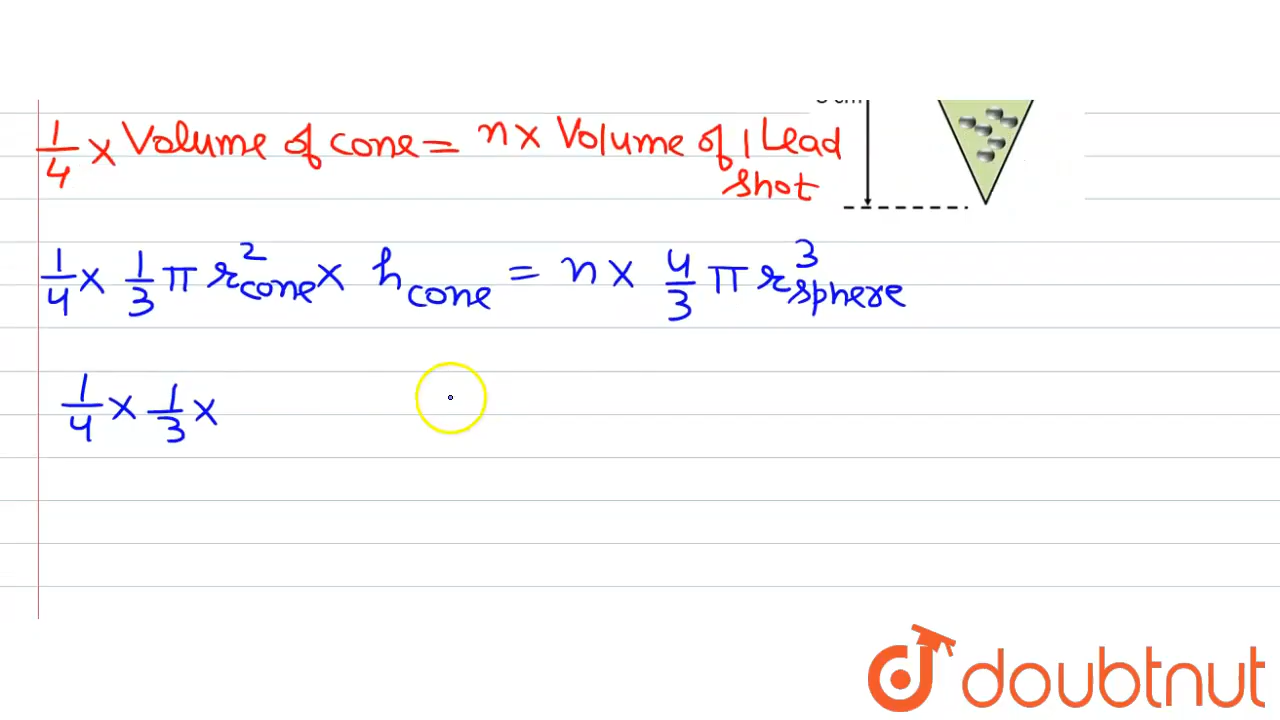 1/4 × Volume of cone = n × Volume of 1 Lead shot
1/4 × 1/3 π r²cone × h cone = n × 4/3 π r³sphere
1/4 × 1/3 ×
doubtnut